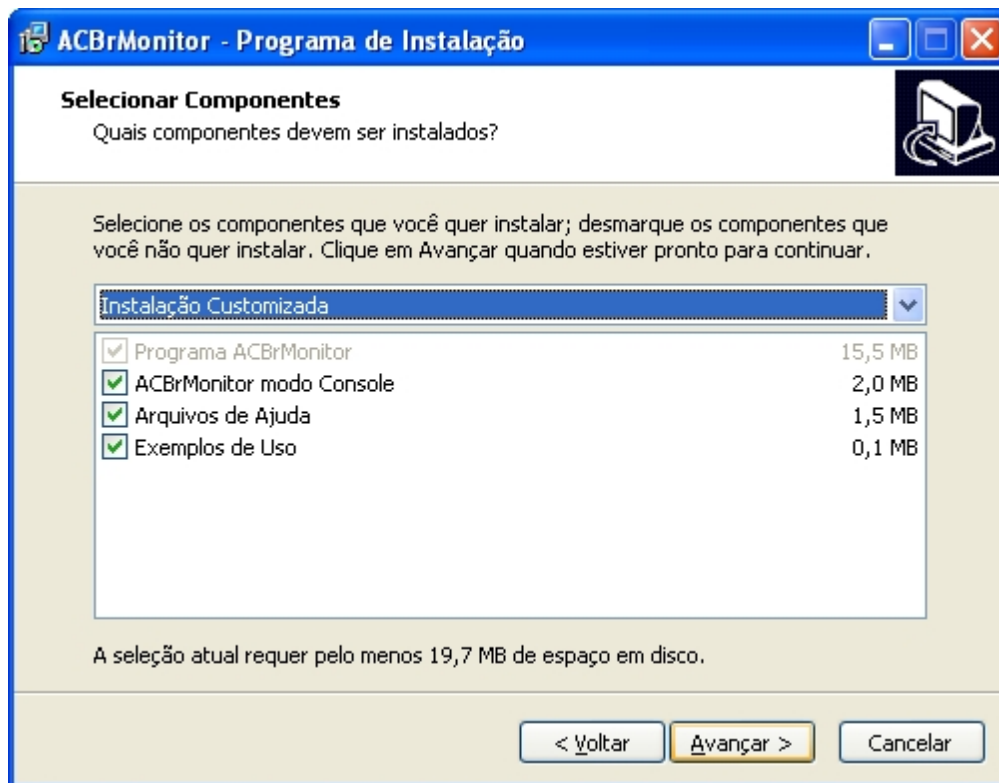 ACBrMonitor - Programa de Instalação
Selecionar Componentes
Quais componentes devem ser instalados?
Selecione os componentes que você quer instalar; desmarque os componentes que
você não quer instalar. Clique em Avançar quando estiver pronto para continuar.
Instalação Customizada
Programa ACBrMonitor 15,5 MB
ACBrMonitor modo Console 2,0 MB
Arquivos de Ajuda 1,5 MB
Exemplos de Uso 0,1 MB
A seleção atual requer pelo menos 19,7 MB de espaço em disco.
< Voltar Avançar > Cancelar